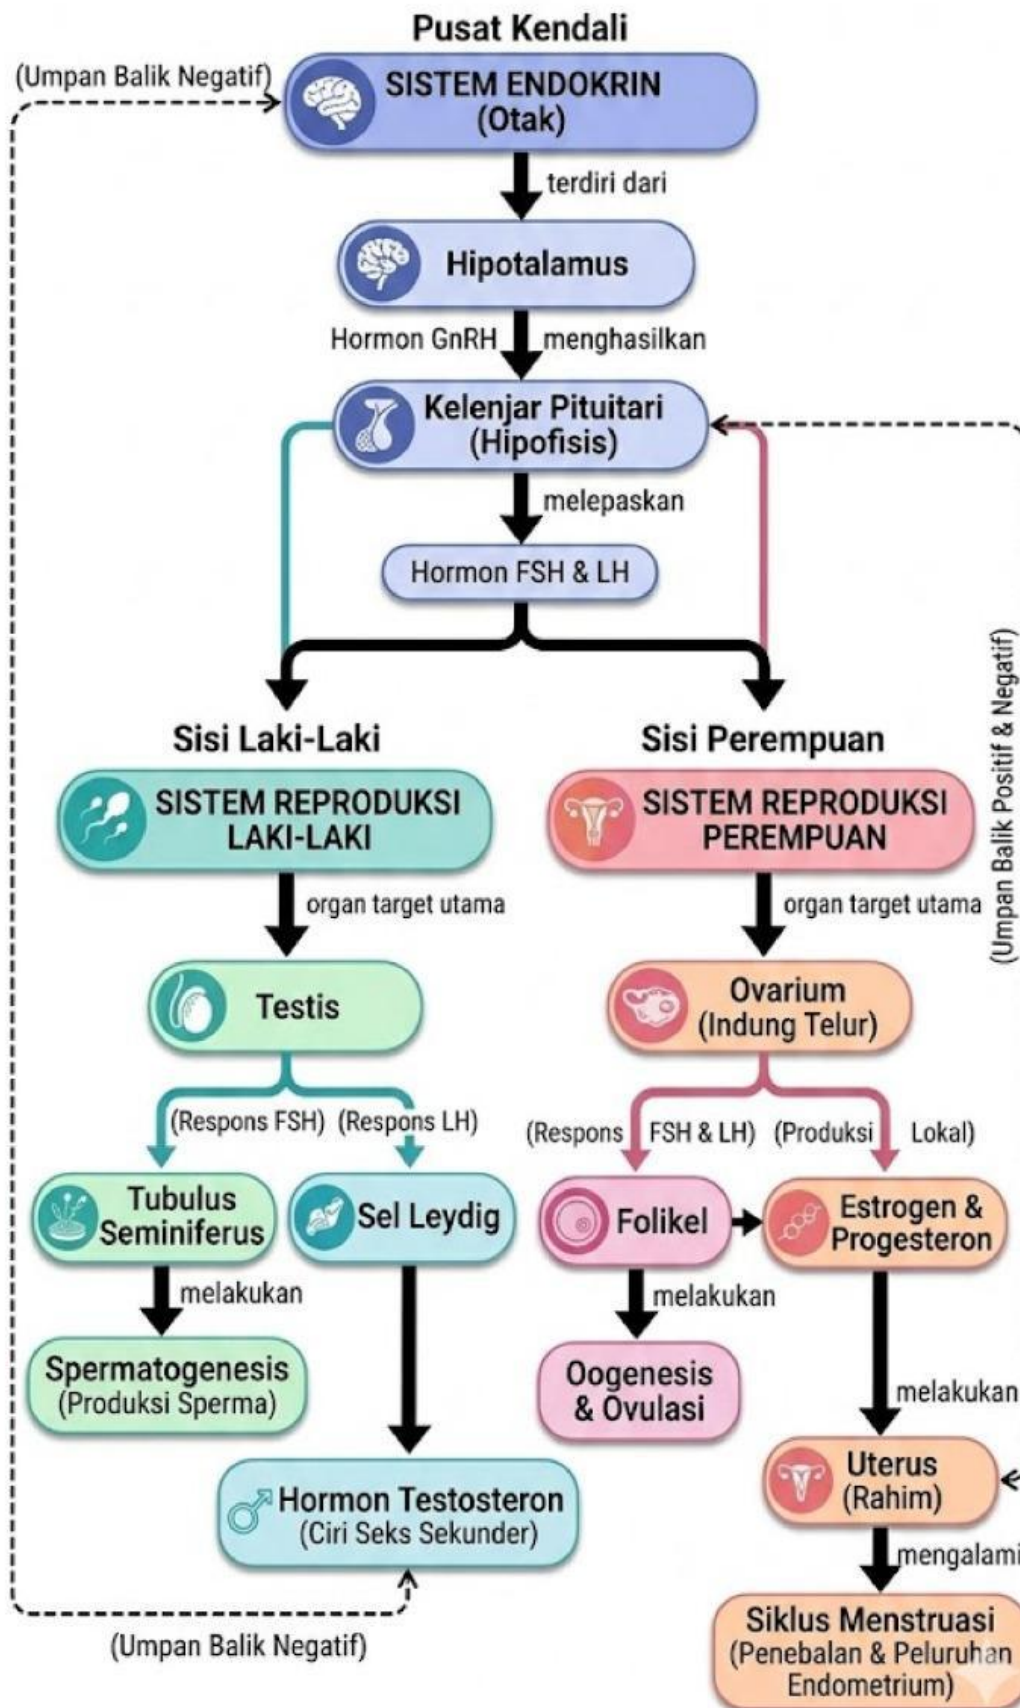 Pusat Kendali
(Umpan Balik Negatif)
SISTEM ENDOKRIN
(Otak)
terdiri dari
Hipotalamus
Hormon GnRH
menghasilkan
Kelenjar Pituitari
(Hipofisis)
melepaskan
Hormon FSH & LH
(Umpan Balik Positif & Negatif)
Sisi Laki-Laki
Sisi Perempuan
SISTEM REPRODUKSI
LAKI-LAKI
SISTEM REPRODUKSI
PEREMPUAN
organ target utama
organ target utama
Testis
Ovarium
(Indung Telur)
(Respons FSH)
(Respons LH)
(Respons FSH & LH)
(Produksi Lokal)
Tubulus
Seminiferus
Sel Leydig
Folikel
Estrogen &
Progesteron
melakukan
melakukan
Spermatogenesis
(Produksi Sperma)
Oogenesis
& Ovulasi
melakukan
Hormon Testosteron
(Ciri Seks Sekunder)
Uterus
(Rahim)
mengalami
(Umpan Balik Negatif)
Siklus Menstruasi
(Penebalan & Peluruhan
Endometrium)